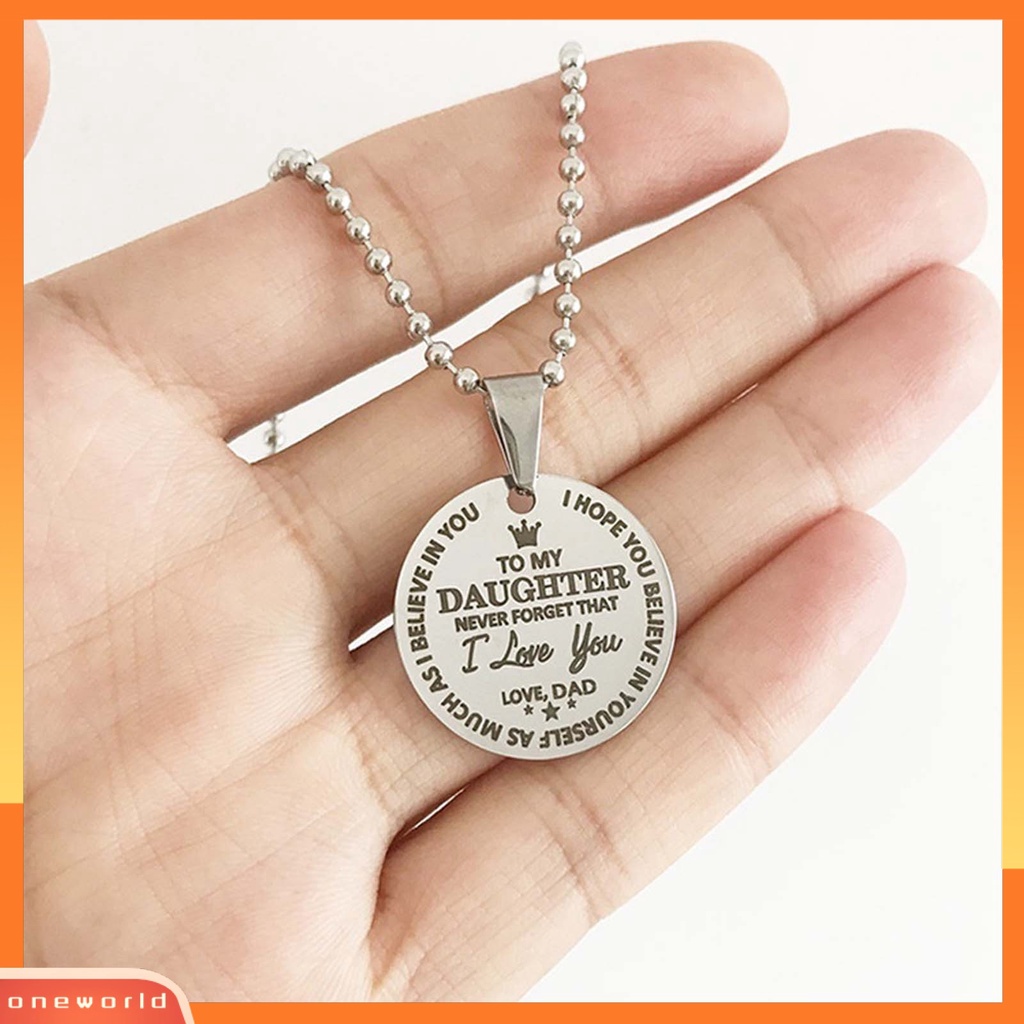 I HOPE YOU BELIEVE IN YOURSELF AS MUCH AS I BELIEVE IN YOU
TO MY
DAUGHTER
NEVER FORGET THAT
I Love You
LOVE, DAD
oneworld